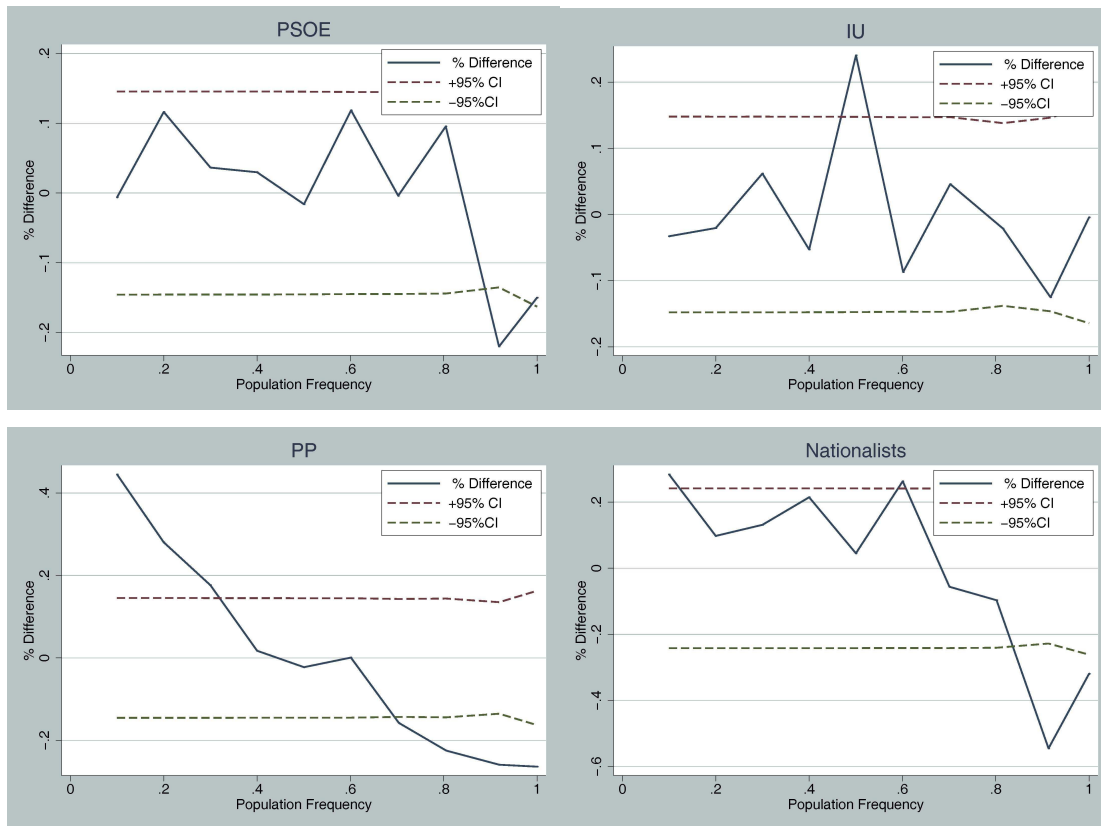 PSOE
% Difference
+95% CI
−95%CI
.2
.1
0
−.1
−.2
% Difference
0
.2
.4
.6
.8
1
Population Frequency
IU
% Difference
+95% CI
−95%CI
.2
.1
0
−.1
−.2
% Difference
0
.2
.4
.6
.8
1
Population Frequency
PP
% Difference
+95% CI
−95%CI
.4
.2
0
−.2
% Difference
0
.2
.4
.6
.8
1
Population Frequency
Nationalists
% Difference
+95% CI
−95%CI
.2
0
−.2
−.4
−.6
% Difference
0
.2
.4
.6
.8
1
Population Frequency